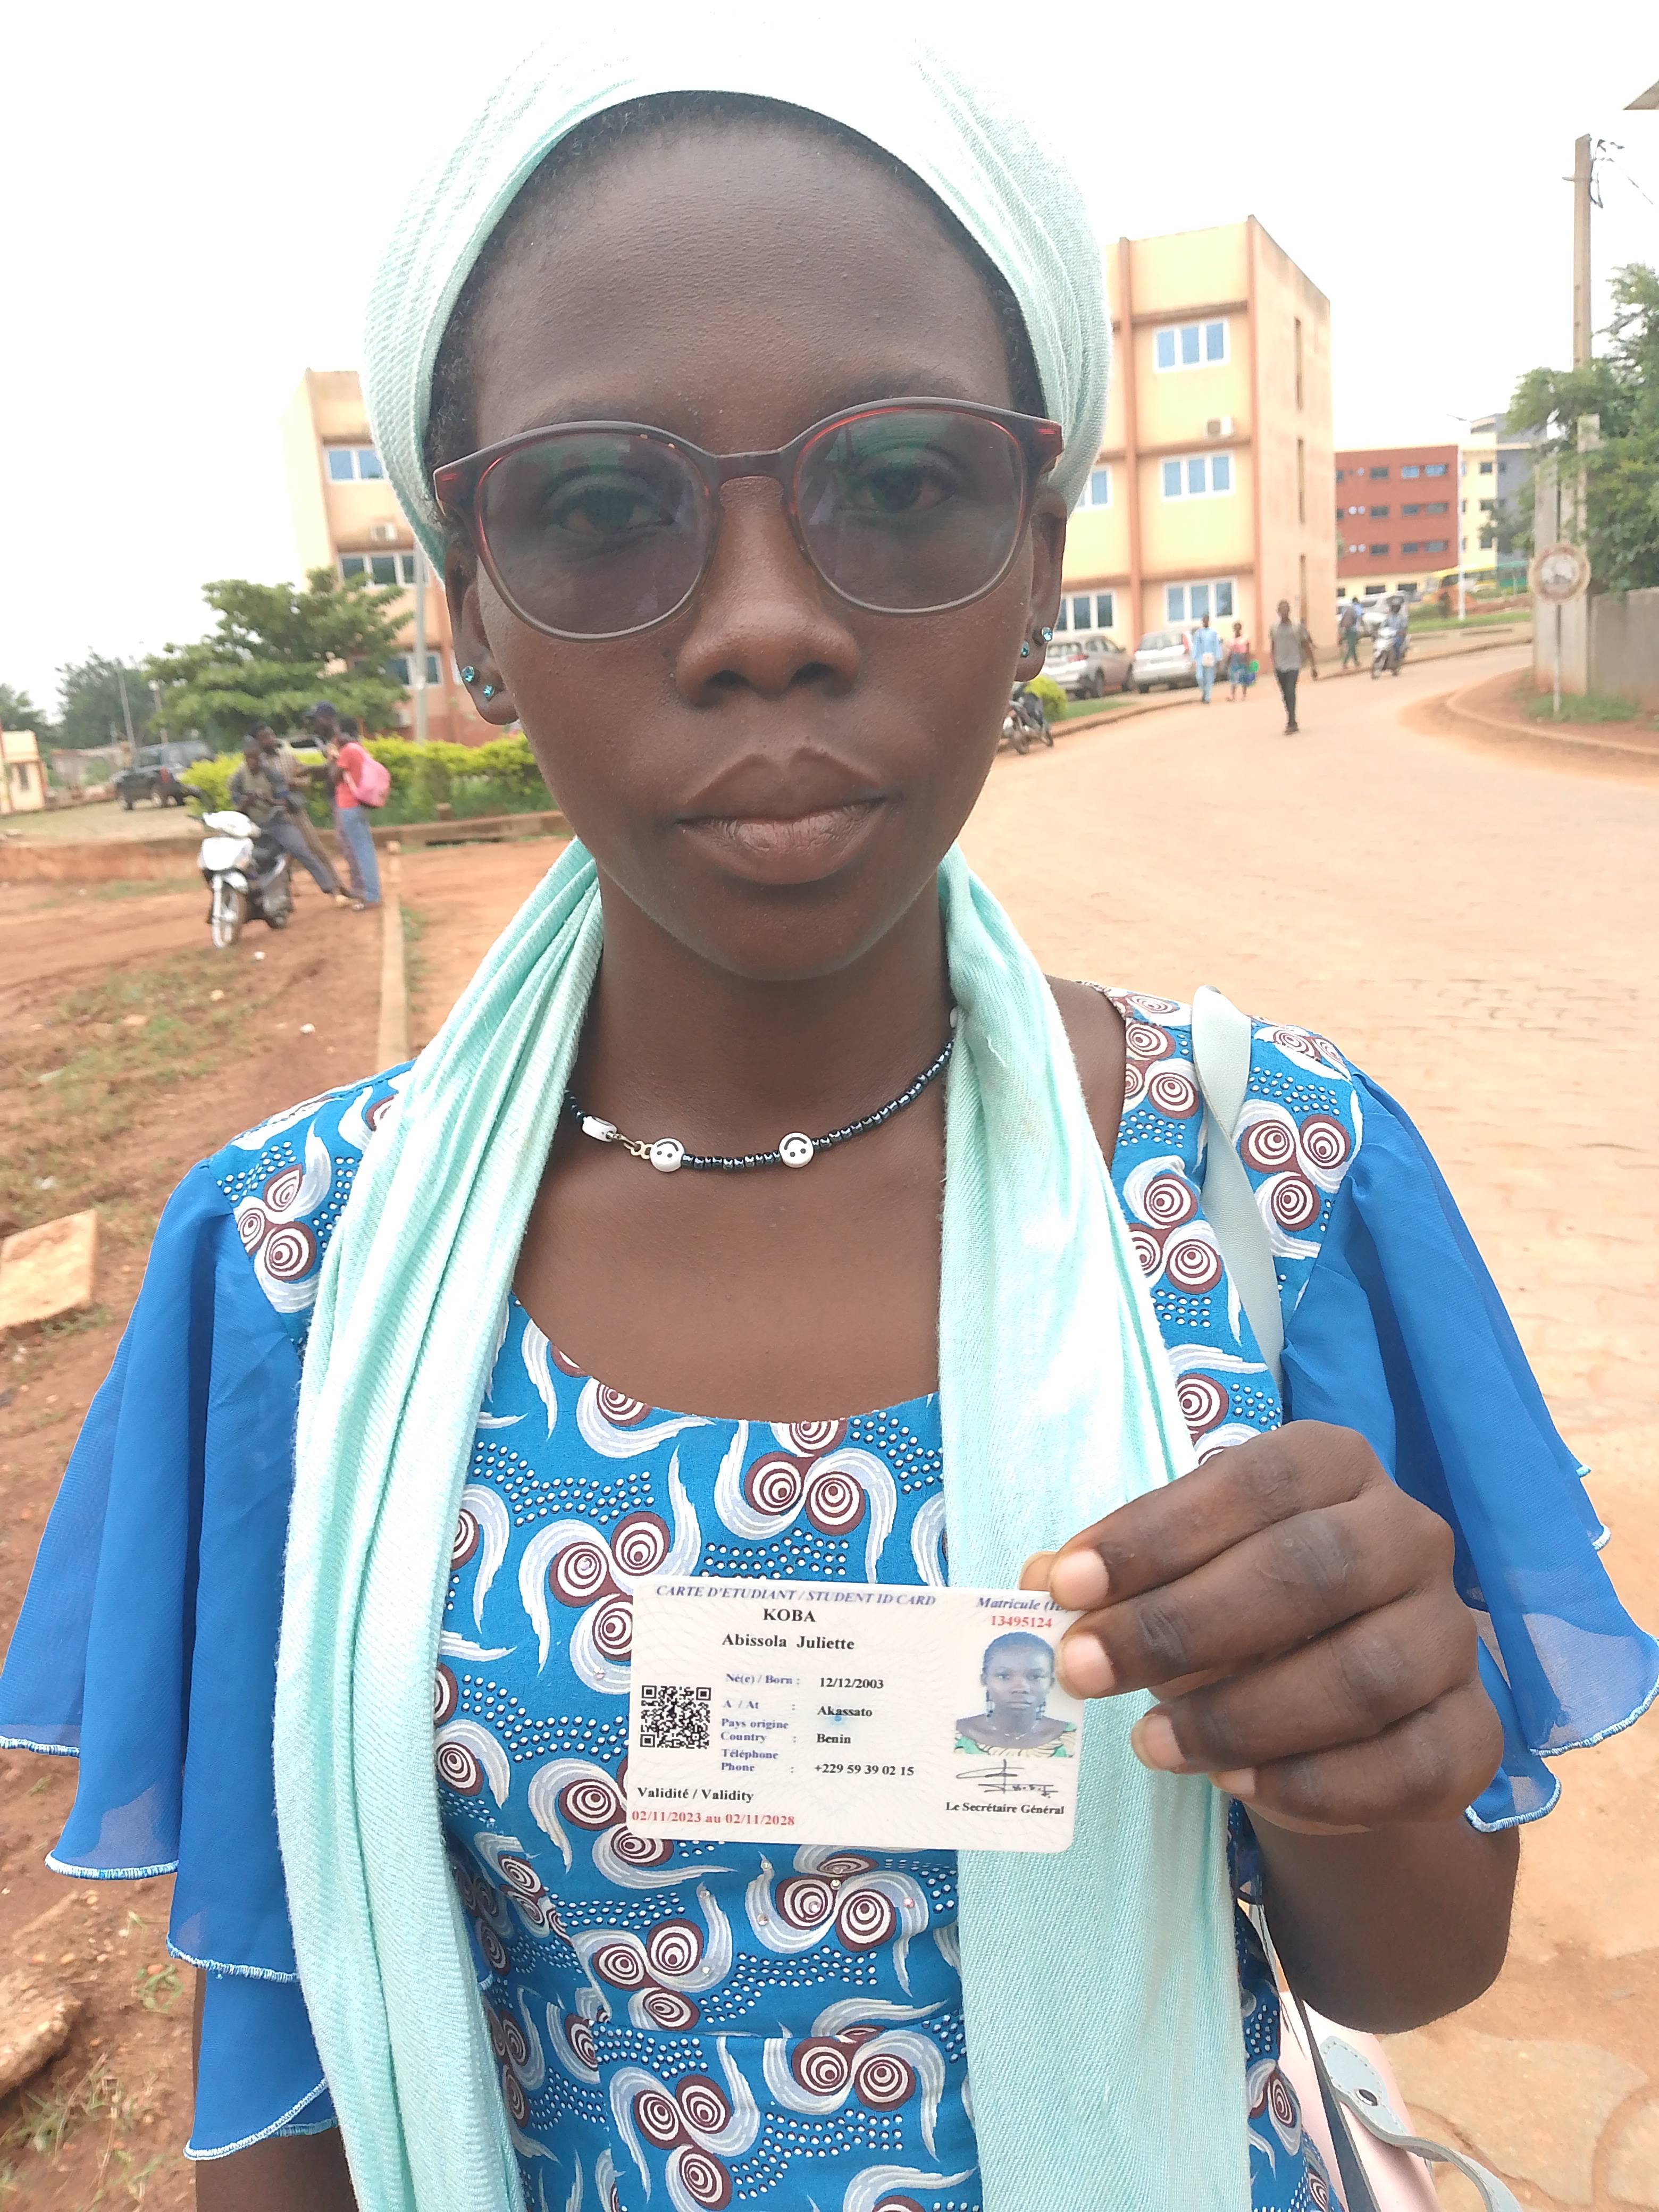 CARTE D'ETUDIANT / STUDENT ID CARD
Matricule
13495124
KOBA
Abissola Juliette
Né(e) / Born : 12/12/2003
A / At : Akassato
Pays origine
Country : Benin
Téléphone
Phone : +229 59 39 02 15
Validité / Validity
02/11/2023 au 02/11/2028
Le Secrétaire Général